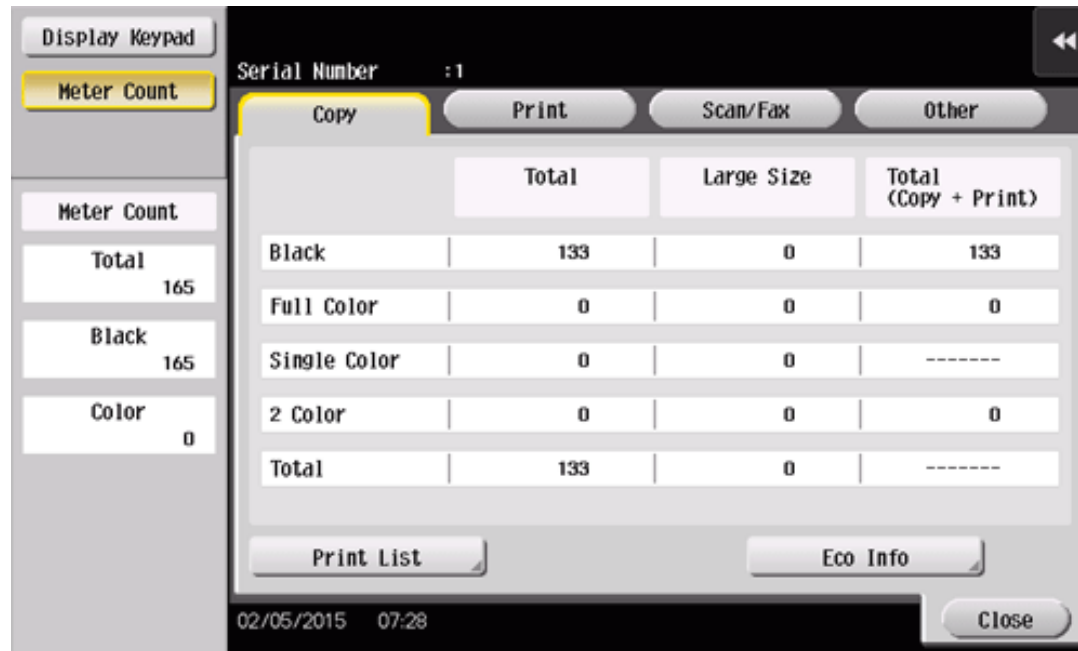 Display Keypad
Meter Count
Serial Number :1
Copy Print Scan/Fax Other
Meter Count
Total
165
Black
165
Color
0
Total Large Size Total
(Copy + Print)
Black 133 0 133
Full Color 0 0 0
Single Color 0 0 -------
2 Color 0 0 0
Total 133 0 -------
Print List Eco Info
02/05/2015 07:28 Close